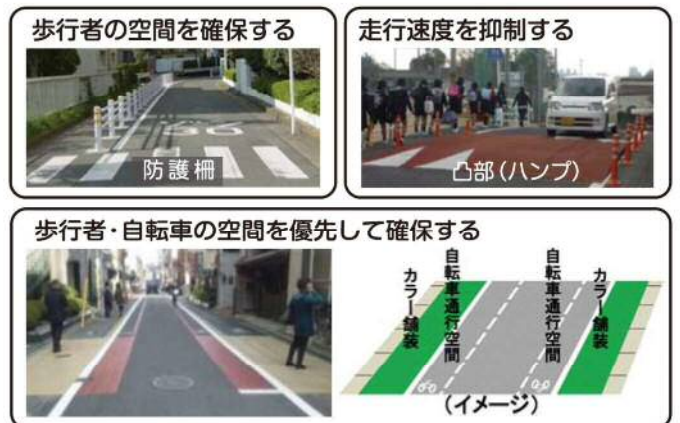 歩行者の空間を確保する
防護柵
走行速度を抑制する
凸部(ハンプ)
歩行者・自転車の空間を優先して確保する
カラー舗装
自転車通行空間
自転車通行空間
カラー舗装
(イメージ)